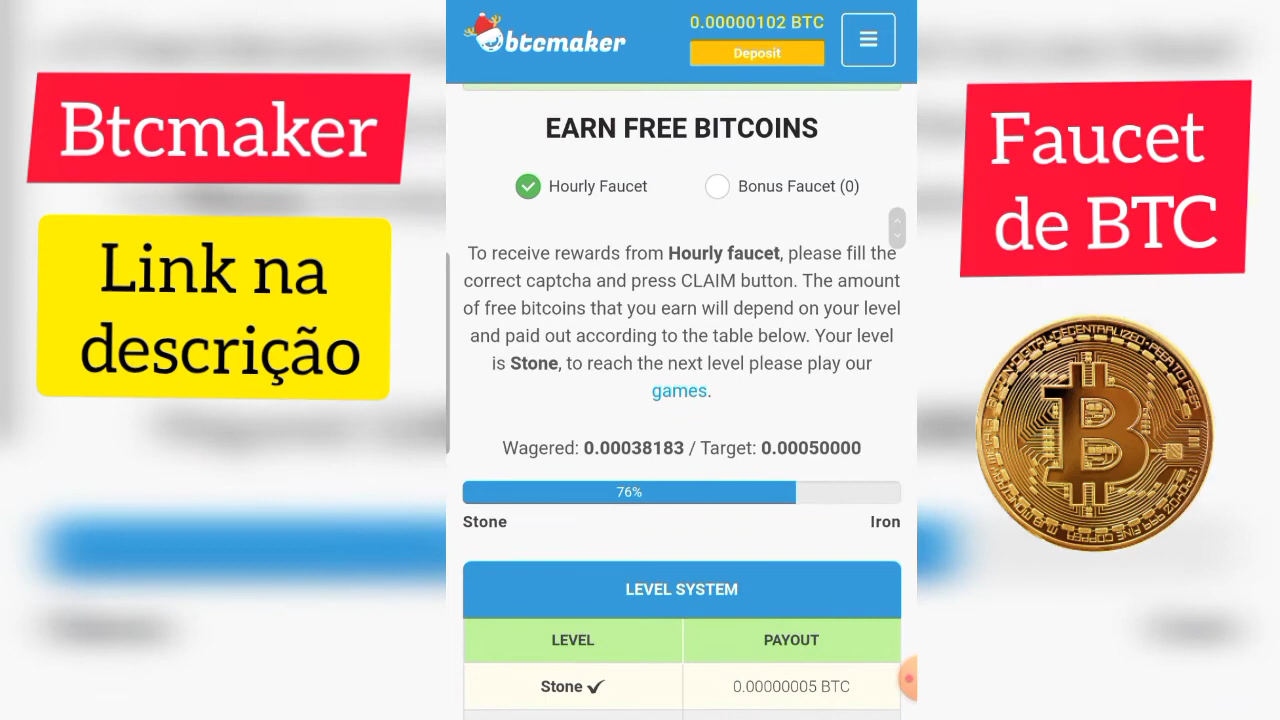 Btcmaker
Link na
descrição
btcmaker
0.00000102 BTC
Deposit
EARN FREE BITCOINS
Hourly Faucet
Bonus Faucet (0)
To receive rewards from Hourly faucet, please fill the
correct captcha and press CLAIM button. The amount
of free bitcoins that you earn will depend on your level
and paid out according to the table below. Your level
is Stone, to reach the next level please play our
games.
Wagered: 0.00038183 / Target: 0.00050000
76%
Stone
Iron
LEVEL SYSTEM
LEVEL
PAYOUT
Stone ✔
0.00000005 BTC
Faucet
de BTC